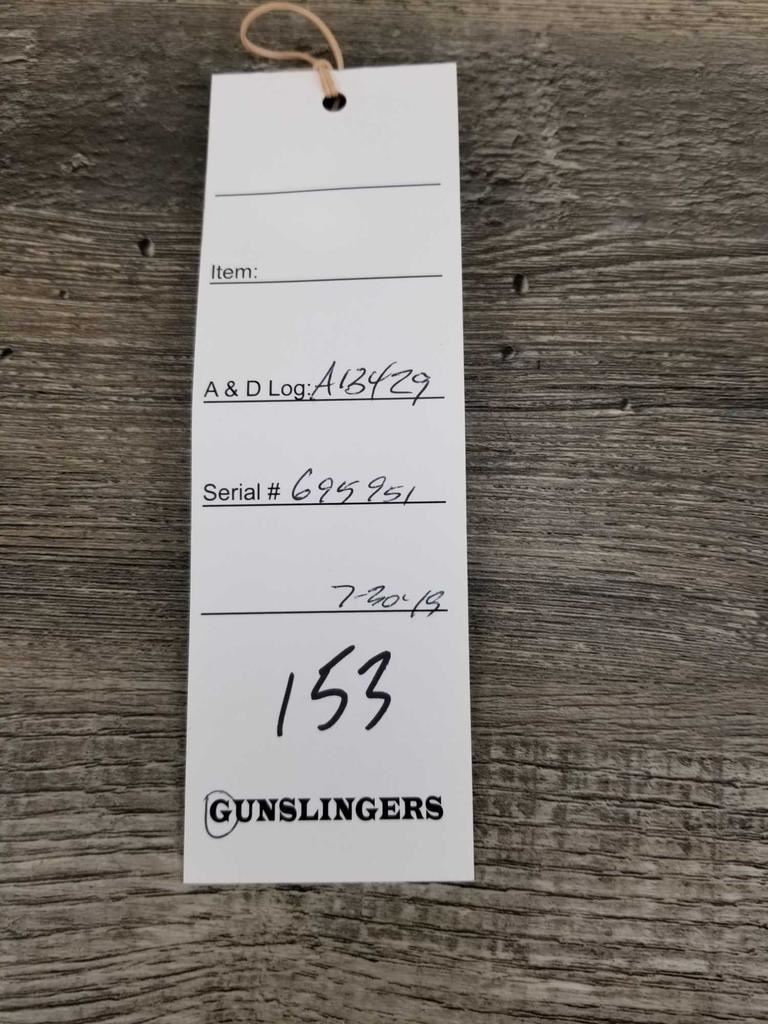 Item:
A & D Log: A13429
Serial # 695951
7-30-19
153
GUNSLINGERS